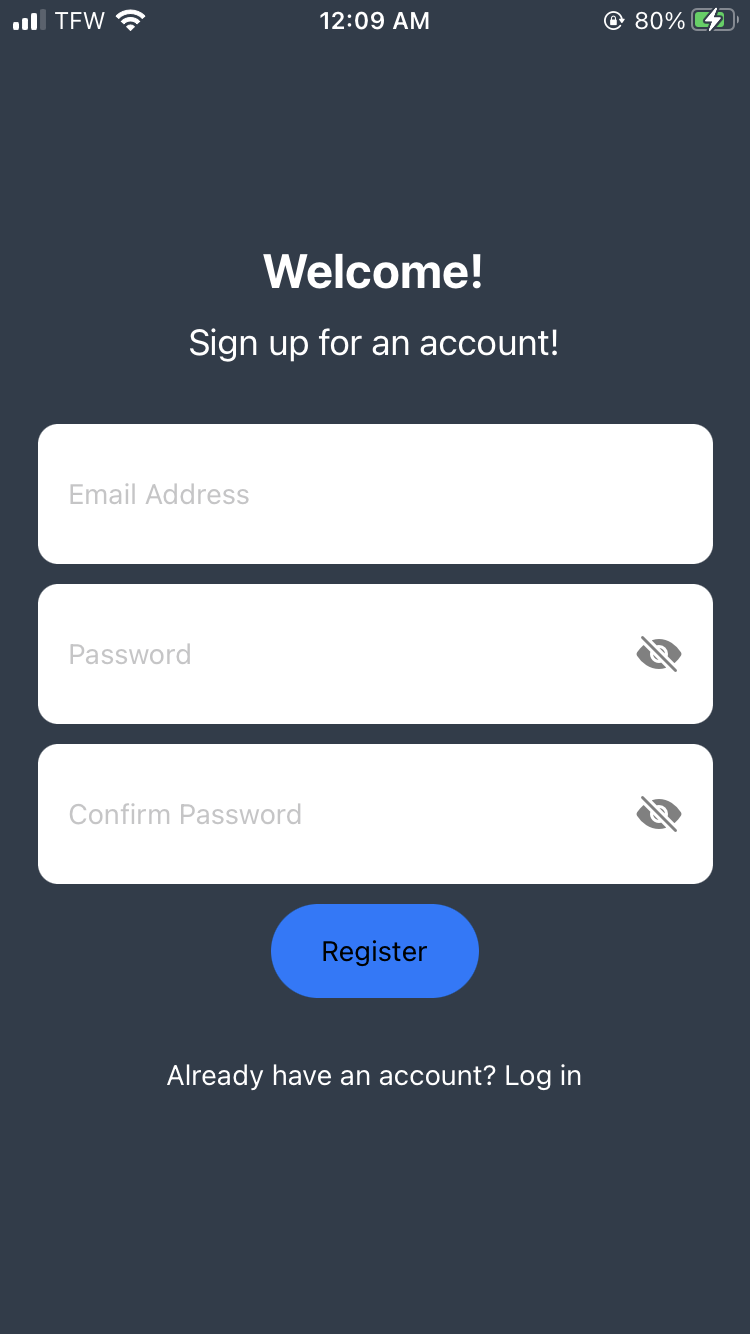 TFW 12:09 AM 80%
Welcome!
Sign up for an account!
Email Address
Password
Confirm Password
Register
Already have an account? Log in